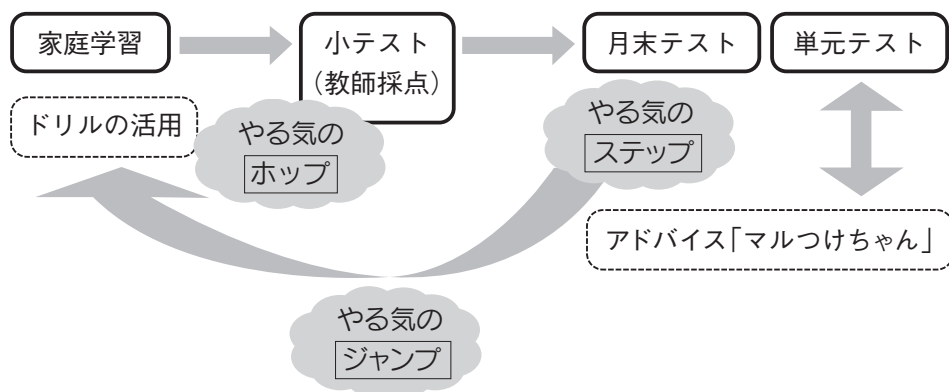 家庭学習
小テスト
(教師採点)
月末テスト
単元テスト
ドリルの活用
やる気の
ホップ
やる気の
ステップ
アドバイス「マルつけちゃん」
やる気の
ジャンプ